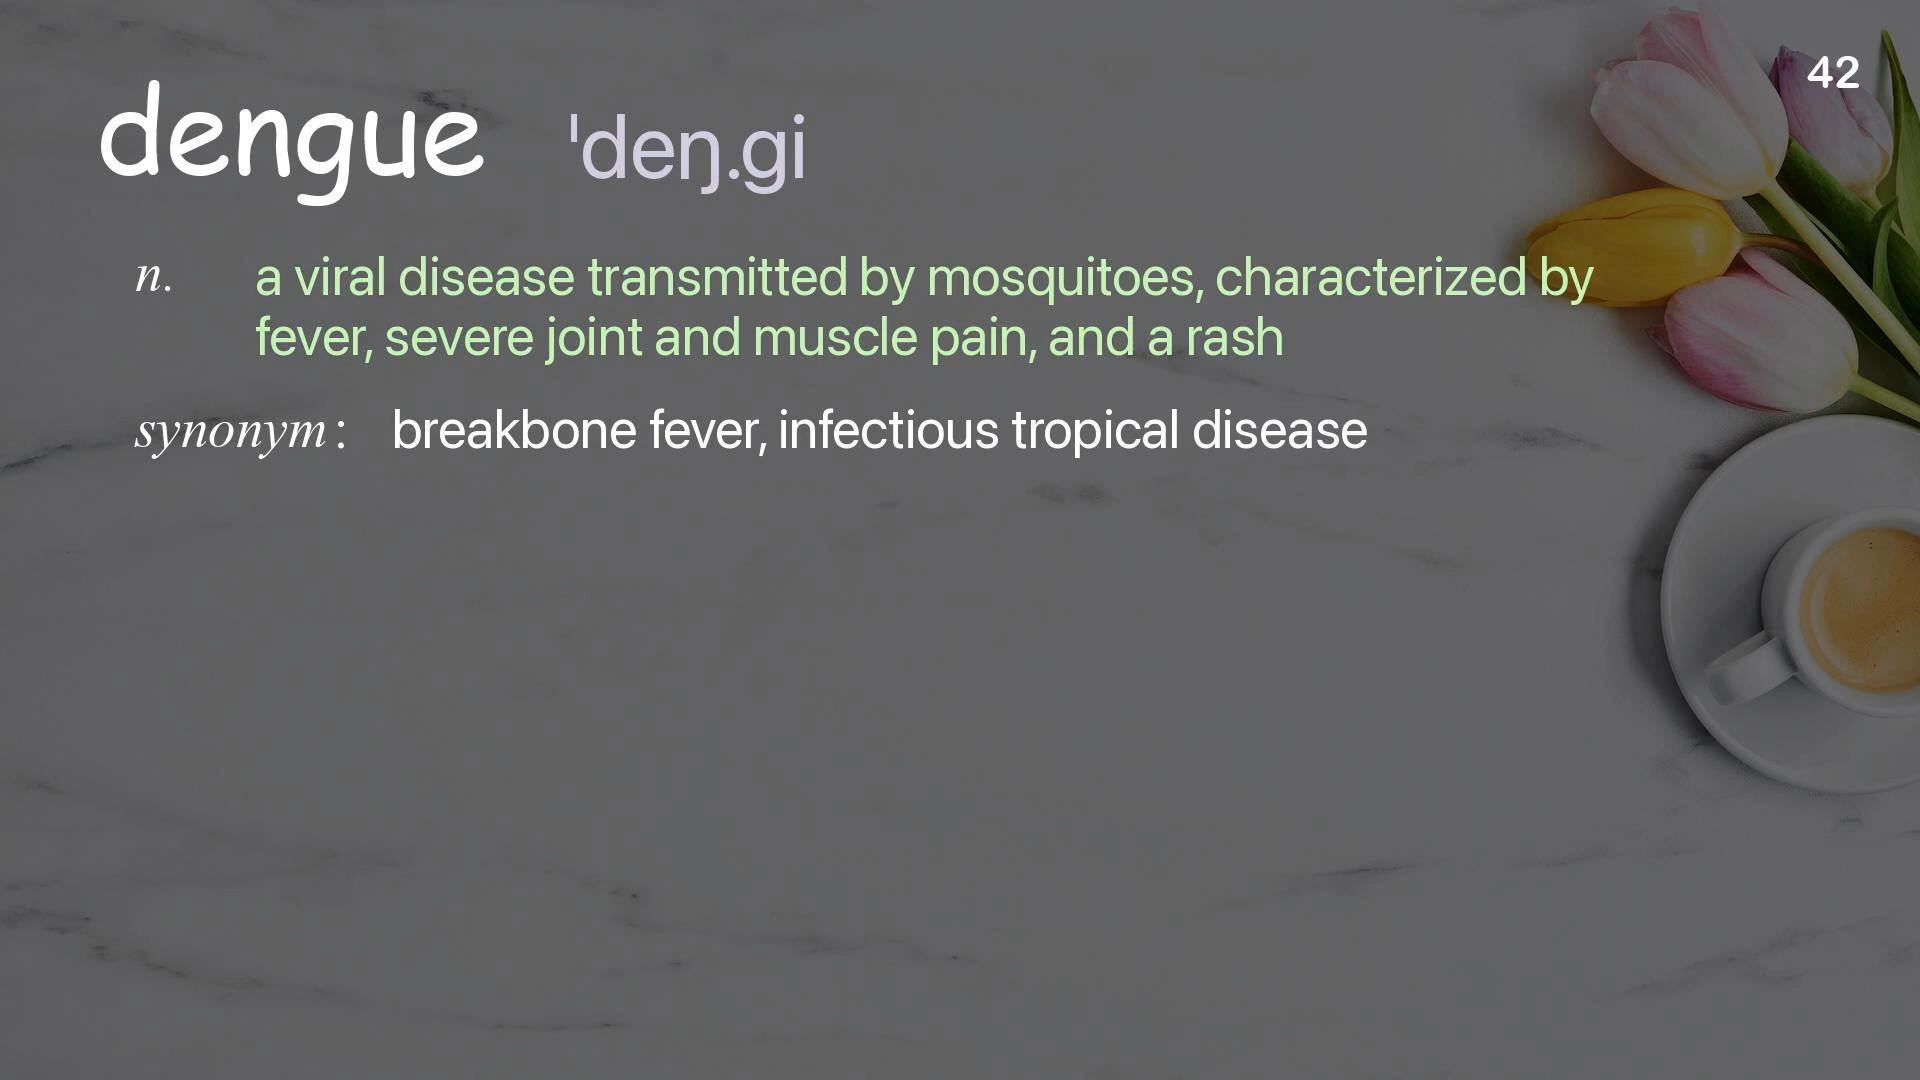 42
dengue ˈdeŋ.gi
n. a viral disease transmitted by mosquitoes, characterized by
fever, severe joint and muscle pain, and a rash
synonym: breakbone fever, infectious tropical disease